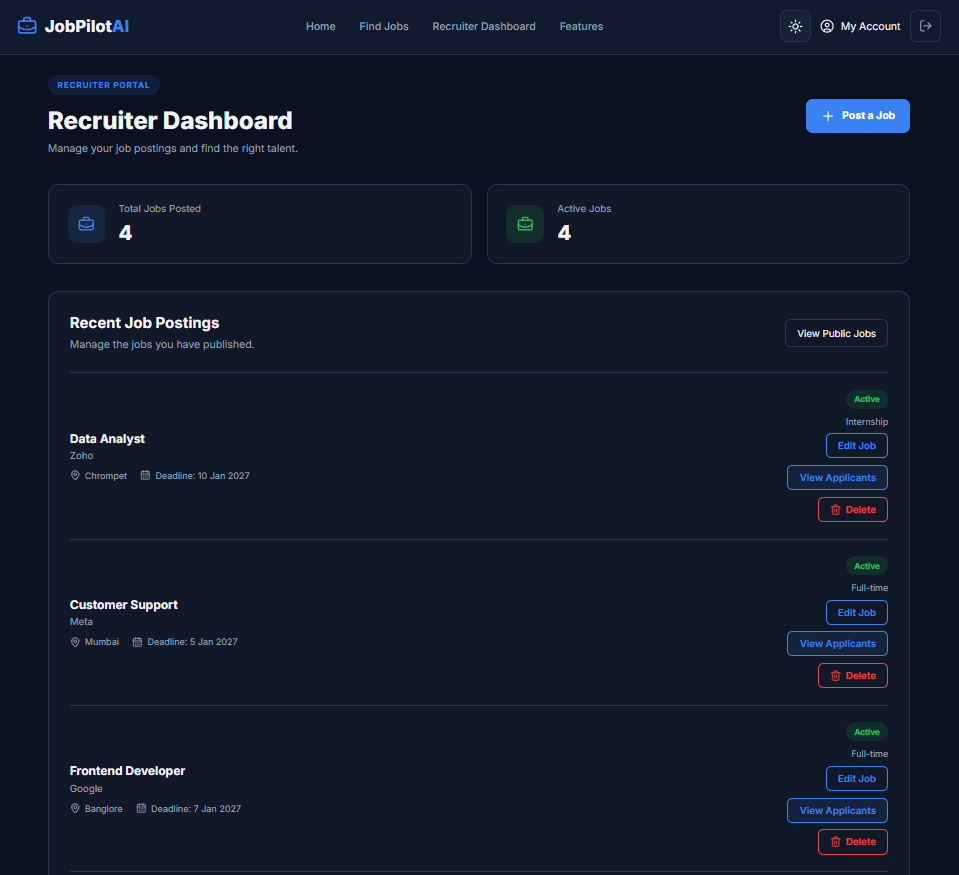 JobPilotAI
Home Find Jobs Recruiter Dashboard Features
My Account
RECRUITER PORTAL
Recruiter Dashboard
Manage your job postings and find the right talent.
+ Post a Job
Total Jobs Posted
4
Active Jobs
4
Recent Job Postings
Manage the jobs you have published.
View Public Jobs
Data Analyst
Zoho
Chrompet Deadline: 10 Jan 2027
Active
Internship
Edit Job
View Applicants
Delete
Customer Support
Meta
Mumbai Deadline: 5 Jan 2027
Active
Full-time
Edit Job
View Applicants
Delete
Frontend Developer
Google
Banglore Deadline: 7 Jan 2027
Active
Full-time
Edit Job
View Applicants
Delete